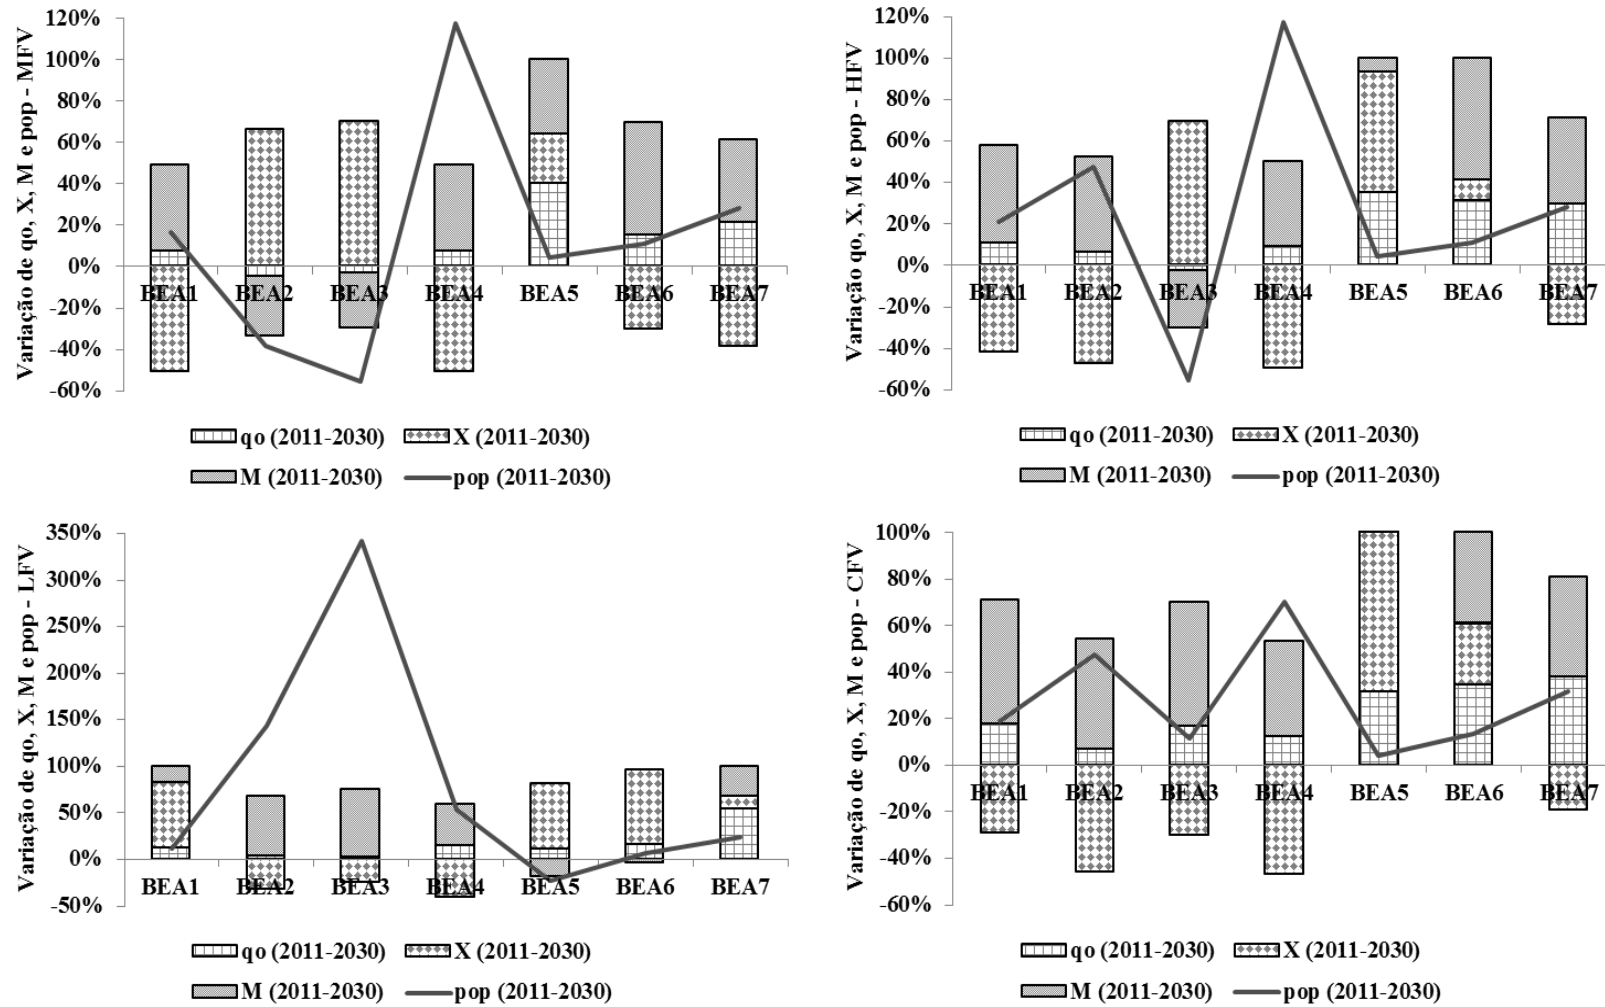 Variação de qo, X, M e pop - MFV
120%
100%
80%
60%
40%
20%
0%
-20%
-40%
-60%
BEA1 BEA2 BEA3 BEA4 BEA5 BEA6 BEA7
qo (2011-2030) X (2011-2030)
M (2011-2030) pop (2011-2030)
Variação qo, X, M e pop - HFV
120%
100%
80%
60%
40%
20%
0%
-20%
-40%
-60%
BEA1 BEA2 BEA3 BEA4 BEA5 BEA6 BEA7
qo (2011-2030) X (2011-2030)
M (2011-2030) pop (2011-2030)
Variação de qo, X, M e pop - LFV
350%
300%
250%
200%
150%
100%
50%
0%
-50%
BEA1 BEA2 BEA3 BEA4 BEA5 BEA6 BEA7
qo (2011-2030) X (2011-2030)
M (2011-2030) pop (2011-2030)
Variação de qo, X, M e pop - CFV
100%
80%
60%
40%
20%
0%
-20%
-40%
-60%
BEA1 BEA2 BEA3 BEA4 BEA5 BEA6 BEA7
qo (2011-2030) X (2011-2030)
M (2011-2030) pop (2011-2030)